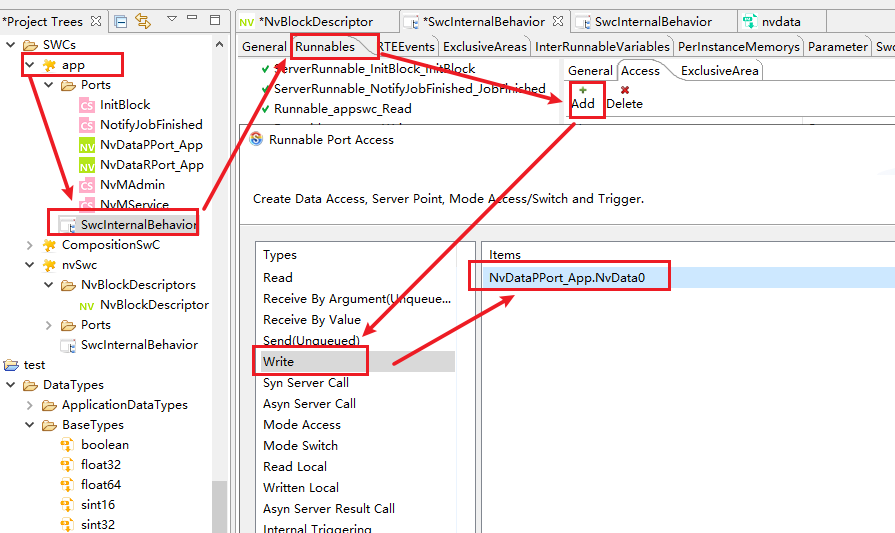 *Project Trees
SWCs
app
Ports
InitBlock
NotifyJobFinished
NvDataPPort_App
NvDataRPort_App
NvMAdmin
NvMService
SwcInternalBehavior
CompositionSwC
nvSwc
NvBlockDescriptors
NvBlockDescriptor
Ports
SwcInternalBehavior
test
DataTypes
ApplicationDataTypes
BaseTypes
boolean
float32
float64
sint16
sint32
*NvBlockDescriptor
*SwcInternalBehavior
SwcInternalBehavior
nvdata
General
Runnables
RTEEvents
ExclusiveAreas
InterRunnableVariables
PerInstanceMemorys
Parameter
Swc
ServerRunnable_InitBlock_InitBlock
ServerRunnable_NotifyJobFinished_JobFinished
Runnable_appswc_Read
General
Access
ExclusiveArea
Add
Delete
Runnable Port Access
Create Data Access, Server Point, Mode Access/Switch and Trigger.
Types
Read
Receive By Argument(Unqueue...
Receive By Value
Send(Unqueued)
Write
Syn Server Call
Asyn Server Call
Mode Access
Mode Switch
Read Local
Written Local
Asyn Server Result Call
Internal Triggering
Items
NvDataPPort_App.NvData0